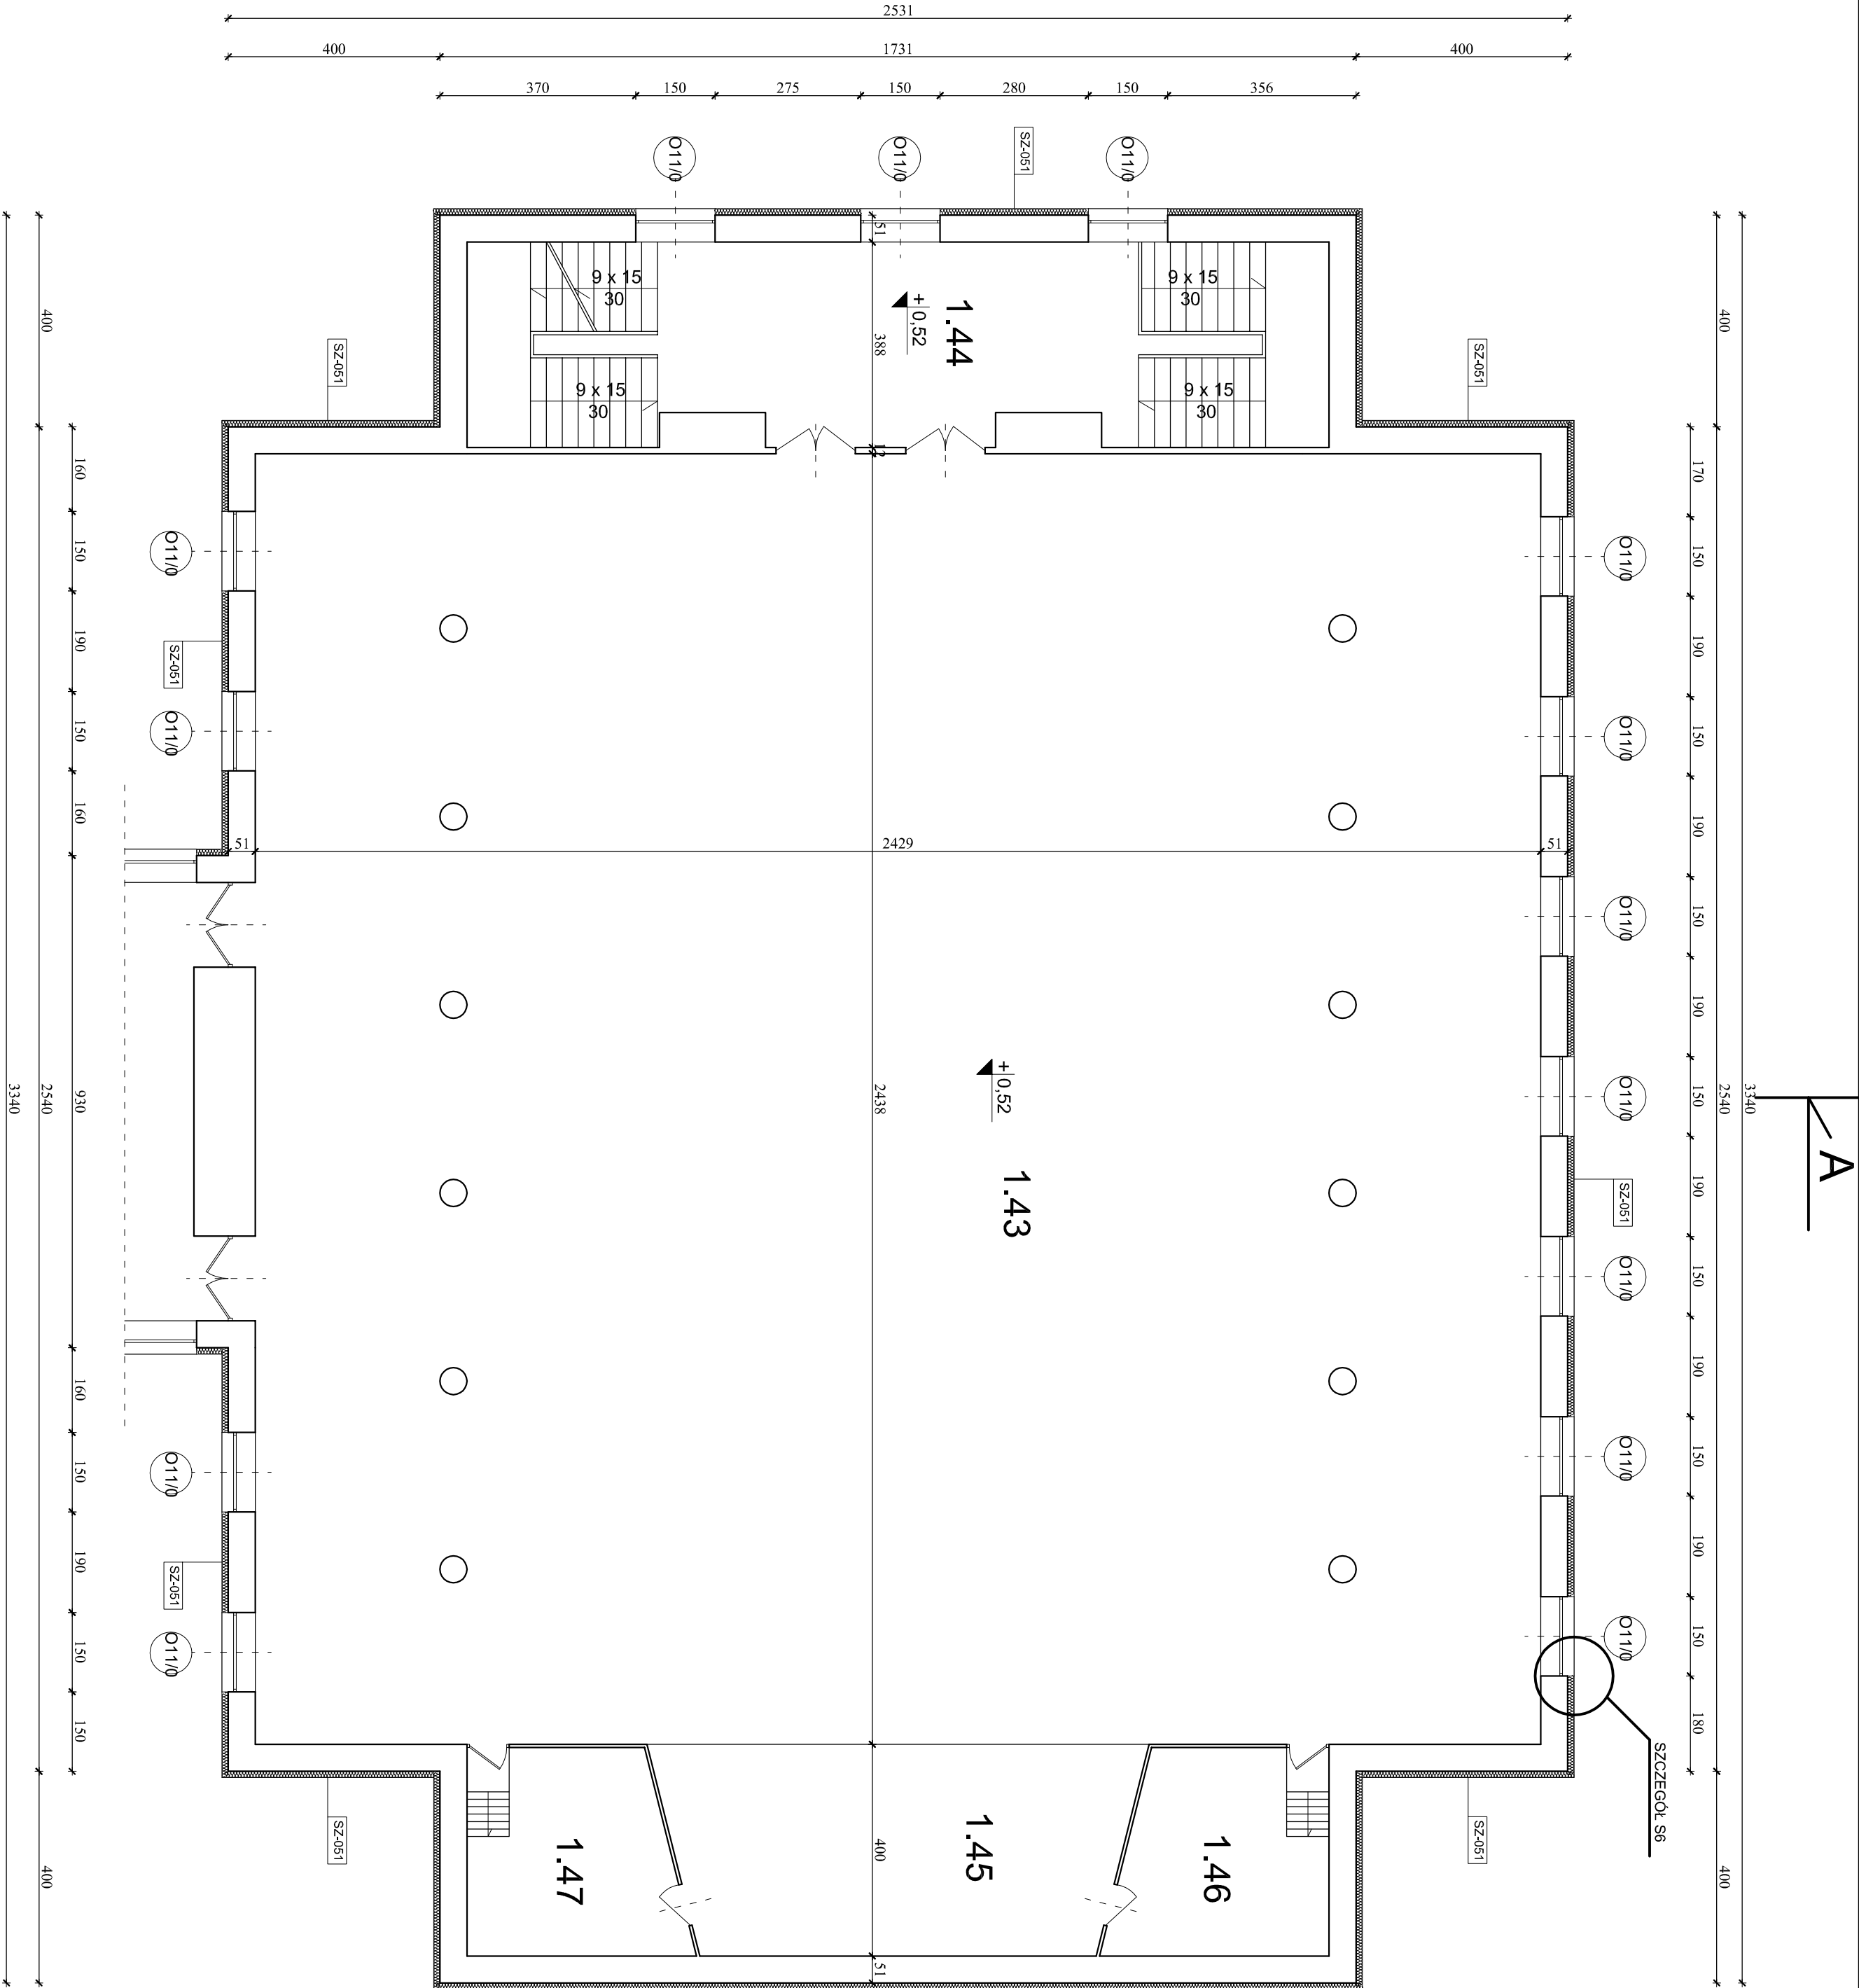 2531
400
1731
400
370
150
275
150
280
150
356
O11/0
O11/0
SZ-051
O11/0
51
9 x 15
30
9 x 15
30
+0,52
1.44
388
400
400
SZ-051
SZ-051
9 x 15
30
9 x 15
30
12
160
170
O11/0
150
O11/0
150
190
190
SZ-051
O11/0
150
O11/0
150
160
190
51
2429
51
O11/0
150
190
+0,52
3340
2540
930
2438
O11/0
150
2540
3340
A
1.43
SZ-051
190
O11/0
150
160
190
O11/0
150
O11/0
150
190
190
SZ-051
O11/0
150
O11/0
150
150
180
SZCZEGÓŁ S6
SZ-051
SZ-051
1.47
400
400
1.45
1.46
400
51